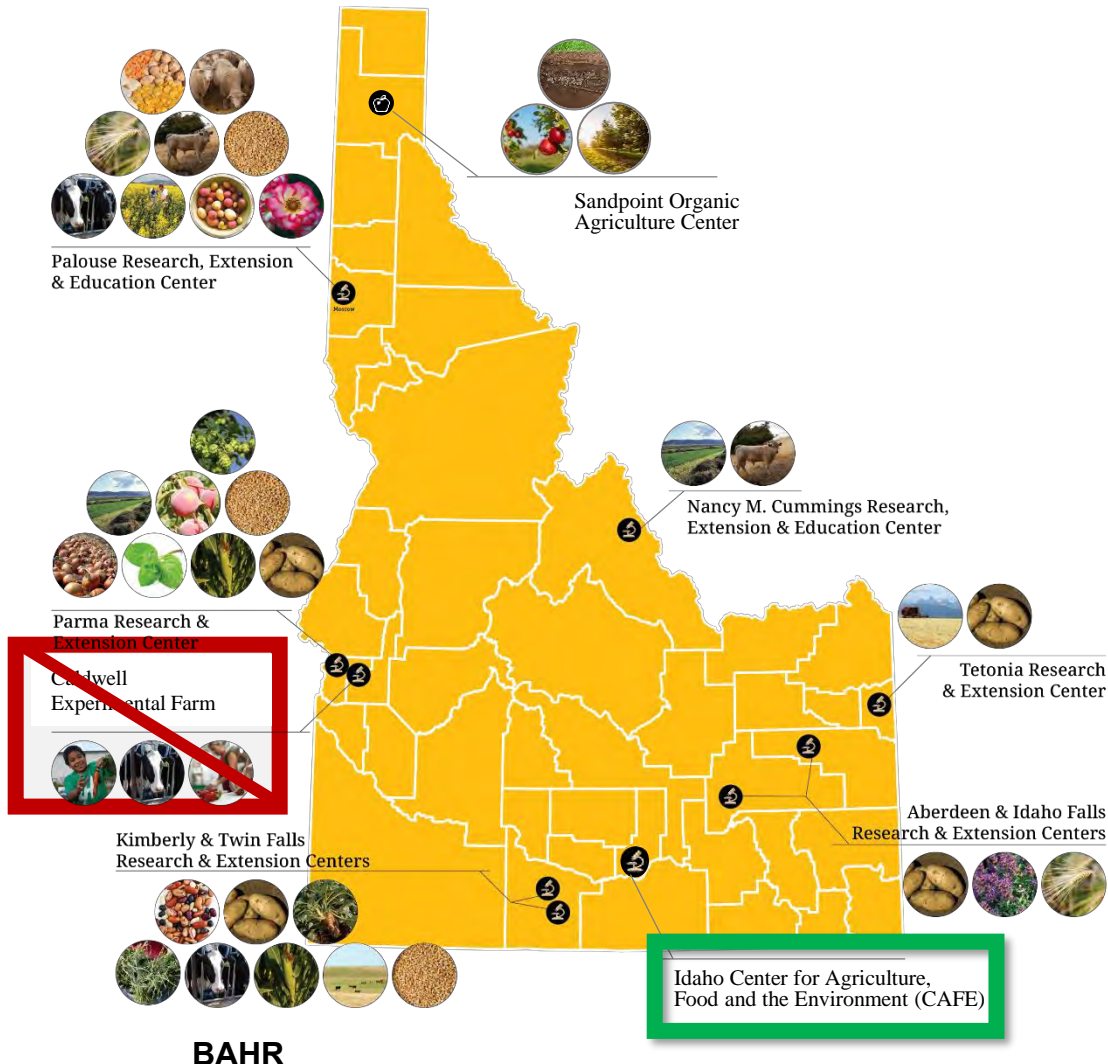 Sandpoint Organic
Agriculture Center
Palouse Research, Extension
& Education Center
Moscow
Nancy M. Cummings Research,
Extension & Education Center
Parma Research &
Extension Center
Caldwell
Experimental Farm
Tetonia Research
& Extension Center
Aberdeen & Idaho Falls
Research & Extension Centers
Kimberly & Twin Falls
Research & Extension Centers
Idaho Center for Agriculture,
Food and the Environment (CAFE)
BAHR